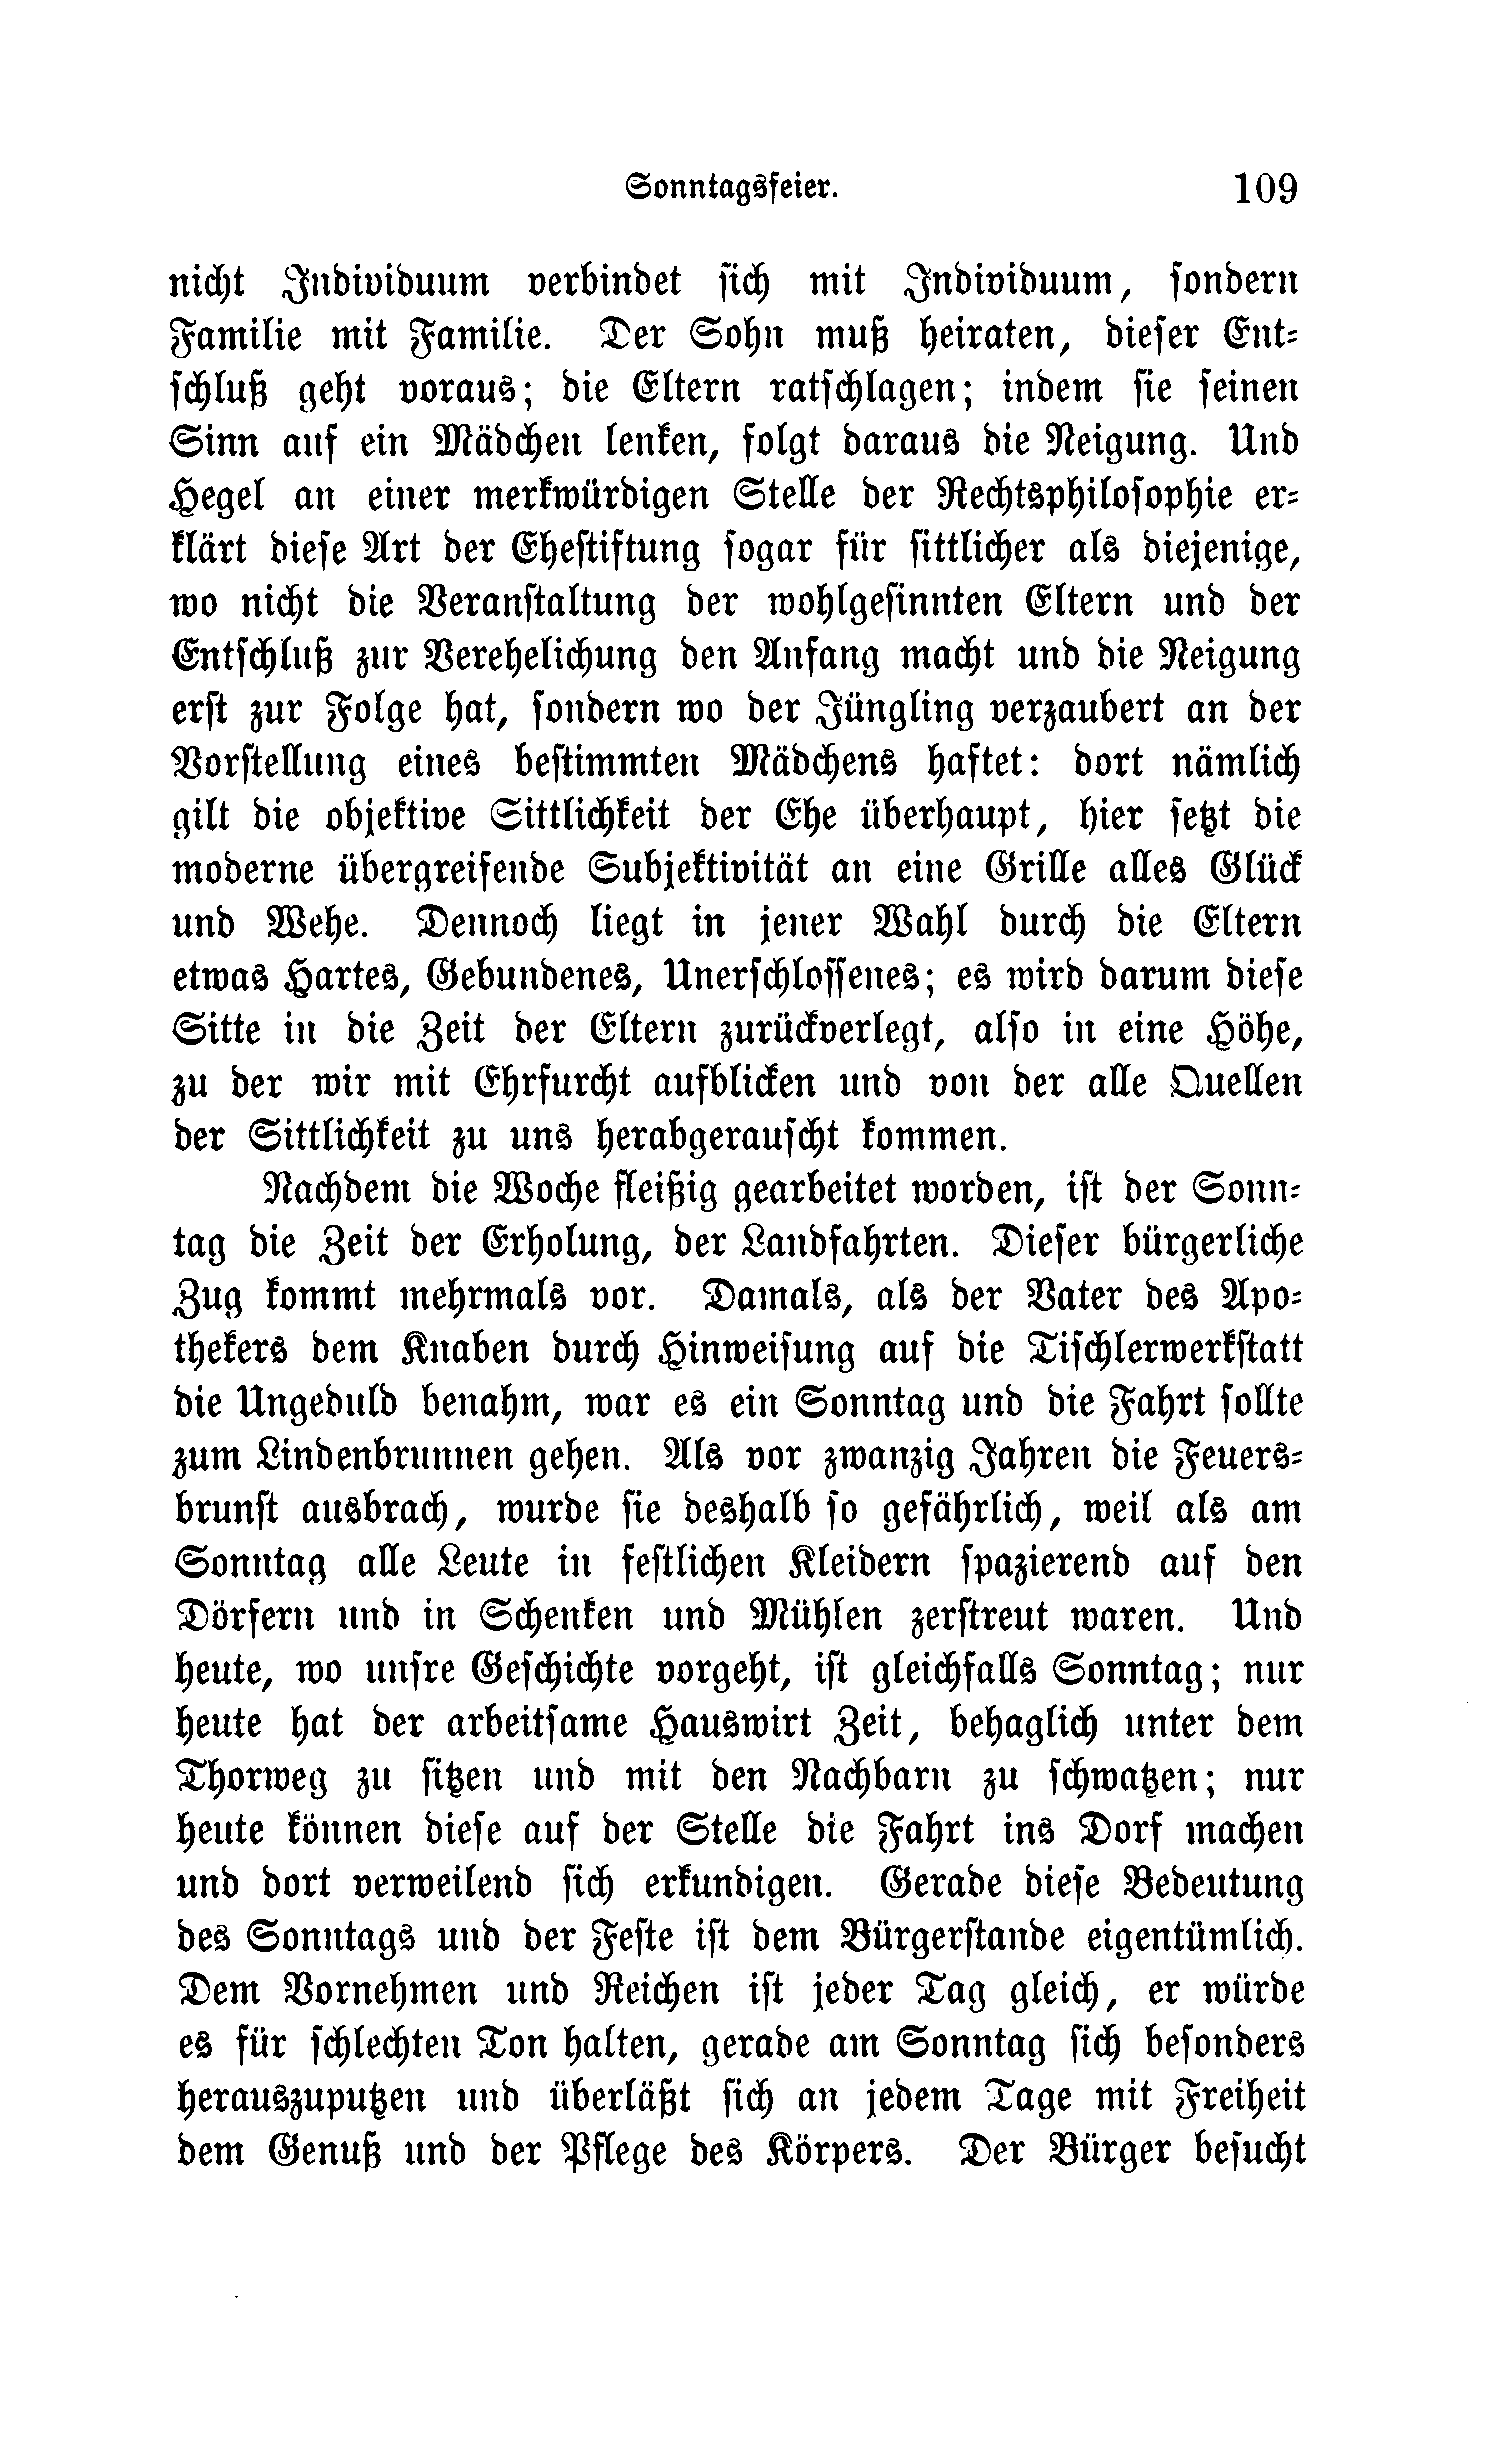 Sonntagsfeier. 109
nicht Individuum verbindet sich mit Individuum, sondern
Familie mit Familie. Der Sohn muß heiraten, dieser Ent⸗
schluß geht voraus; die Eltern ratschlagen; indem sie seinen
Sinn auf ein Mädchen lenken, folgt daraus die Neigung. Und
Hegel an einer merkwürdigen Stelle der Rechtsphilosophie er⸗
klärt diese Art der Ehestiftung sogar für sittlicher als diejenige,
wo nicht die Veranstaltung der wohlgesinnten Eltern und der
Entschluß zur Verehelichung den Anfang macht und die Neigung
erst zur Folge hat, sondern wo der Jüngling verzaubert an der
Vorstellung eines bestimmten Mädchens haftet: dort nämlich
gilt die objektive Sittlichkeit der Ehe überhaupt, hier setzt die
moderne übergreifende Subjektivität an eine Grille alles Glück
und Wehe. Dennoch liegt in jener Wahl durch die Eltern
etwas Hartes, Gebundenes, Unerschlossenes; es wird darum diese
Sitte in die Zeit der Eltern zurückverlegt, also in eine Höhe,
zu der wir mit Ehrfurcht aufblicken und von der alle Quellen
der Sittlichkeit zu uns herabgerauscht kommen.
Nachdem die Woche fleißig gearbeitet worden, ist der Sonn⸗
tag die Zeit der Erholung, der Landfahrten. Dieser bürgerliche
Zug kommt mehrmals vor. Damals, als der Vater des Apo⸗
thekers dem Knaben durch Hinweisung auf die Tischlerwerkstatt
die Ungeduld benahm, war es ein Sonntag und die Fahrt sollte
zum Lindenbrunnen gehen. Als vor zwanzig Jahren die Feuers⸗
brunst ausbrach, wurde sie deshalb so gefährlich, weil als am
Sonntag alle Leute in festlichen Kleidern spazierend auf den
Dörfern und in Schenken und Mühlen zerstreut waren. Und
heute, wo unsre Geschichte vorgeht, ist gleichfalls Sonntag; nur
heute hat der arbeitsame Hauswirt Zeit, behaglich unter dem
Thorweg zu sitzen und mit den Nachbarn zu schwatzen; nur
heute können diese auf der Stelle die Fahrt ins Dorf machen
und dort verweilend sich erkundigen. Gerade diese Bedeutung
des Sonntags und der Feste ist dem Bürgerstande eigentümlich.
Dem Vornehmen und Reichen ist jeder Tag gleich, er würde
es für schlechten Ton halten, gerade am Sonntag sich besonders
herauszuputzen und überläßt sich an jedem Tage mit Freiheit
dem Genuß und der Pflege des Körpers. Der Bürger besucht